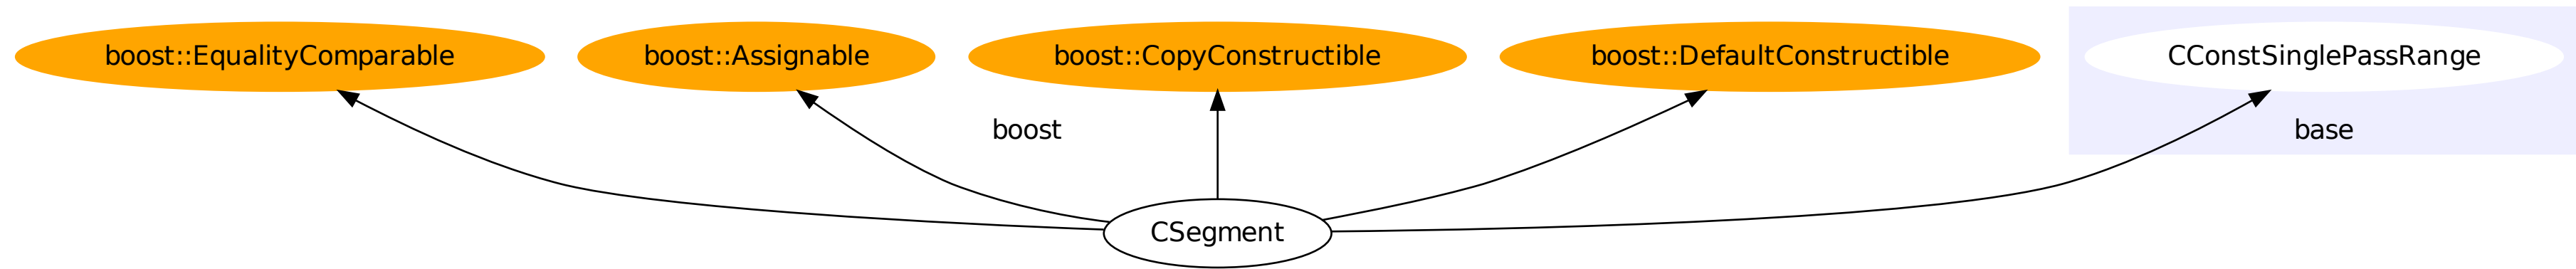 boost::EqualityComparable
boost::Assignable
boost::CopyConstructible
boost::DefaultConstructible
CConstSinglePassRange
boost
base
CSegment